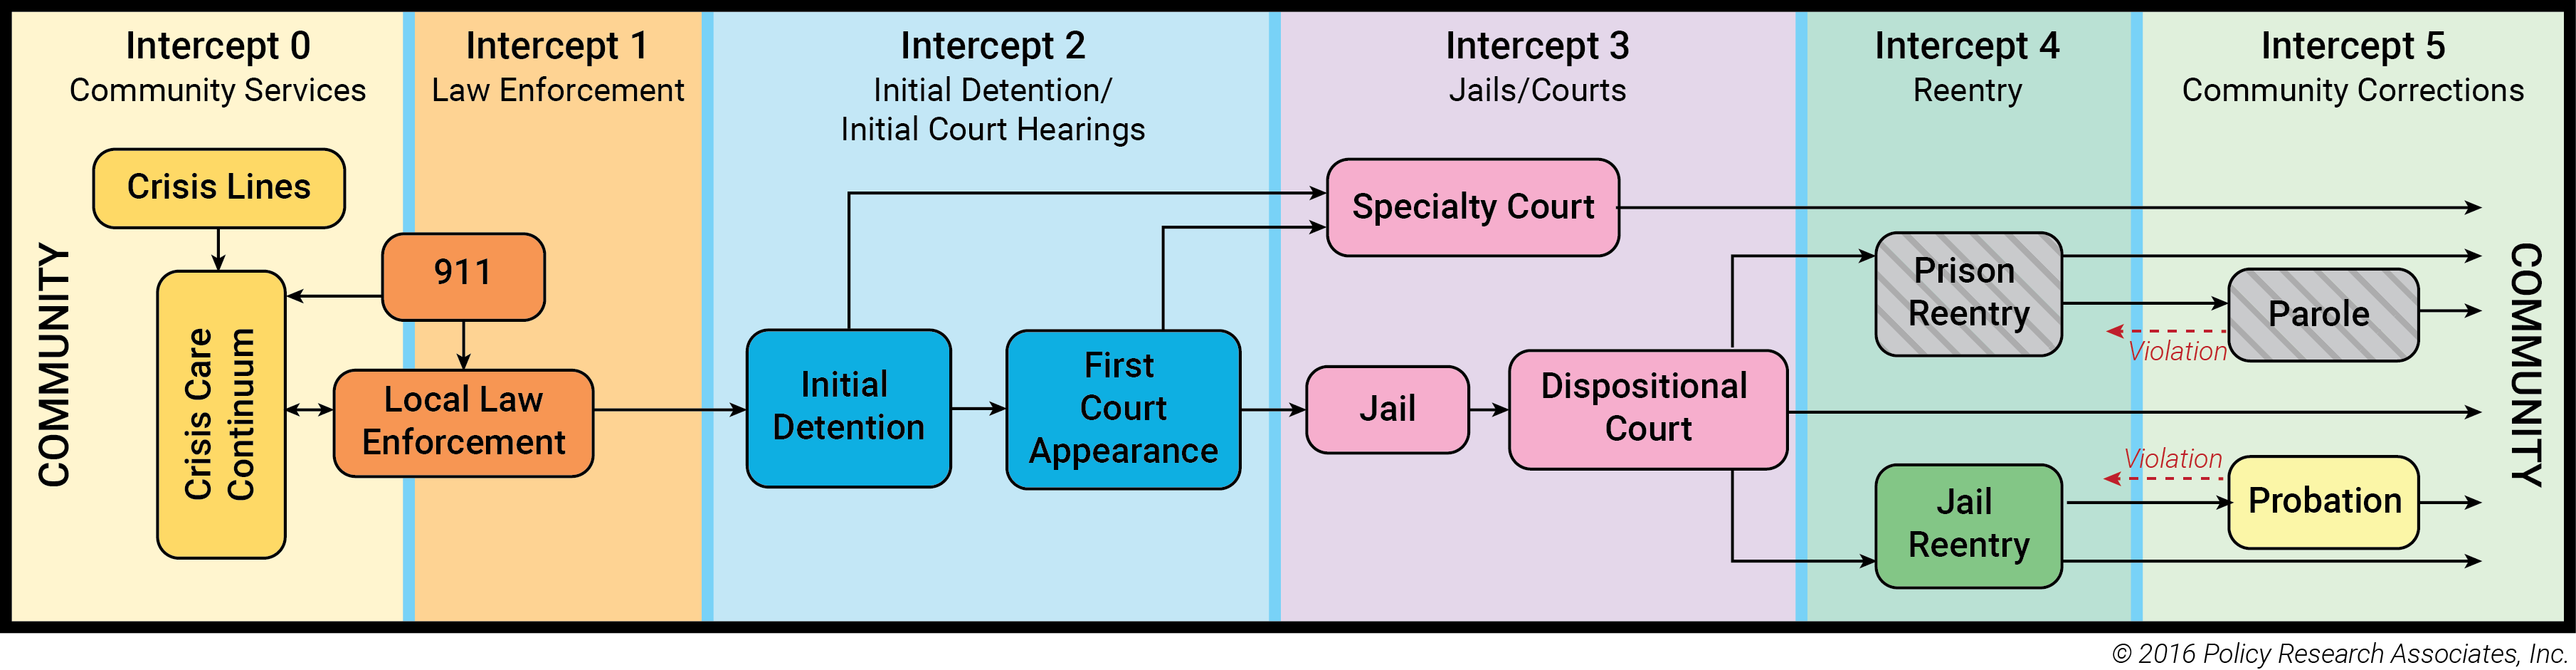 Intercept 0
Community Services
Intercept 1
Law Enforcement
Intercept 2
Initial Detention/
Initial Court Hearings
Intercept 3
Jails/Courts
Intercept 4
Reentry
Intercept 5
Community Corrections
COMMUNITY
Crisis Lines
Crisis Care
Continuum
911
Local Law
Enforcement
Initial
Detention
First
Court
Appearance
Specialty Court
Jail
Dispositional
Court
Prison
Reentry
Parole
Violation
Jail
Reentry
Violation
Probation
COMMUNITY
© 2016 Policy Research Associates, Inc.